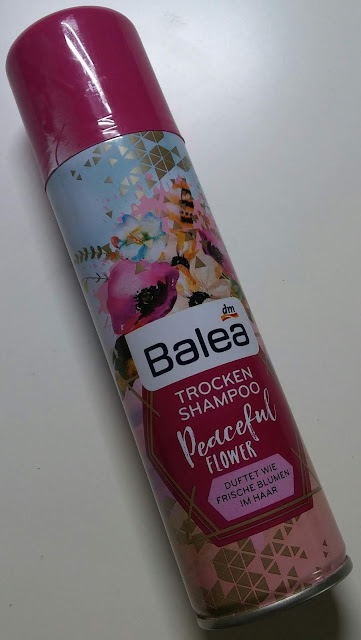 dm
Balea
TROCKEN
SHAMPOO
Peaceful
FLOWER
DUFTET WIE
FRISCHE BLUMEN
IM HAAR